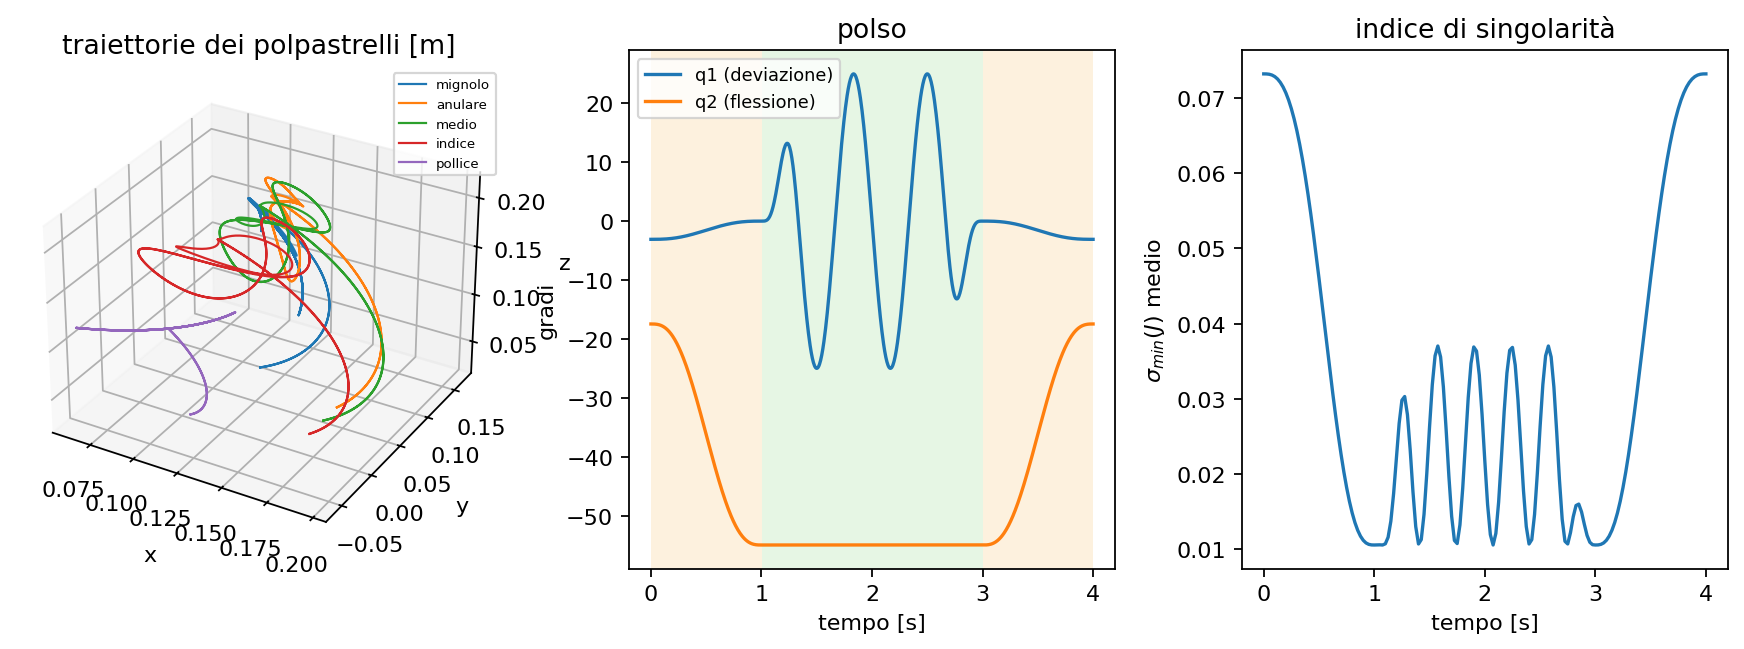 traiettorie dei polpastrelli [m]
mignolo
anulare
medio
indice
pollice
0.20
0.15
0.10
0.05
z
0.15
0.10
0.05
0.00
−0.05
y
0.075
0.100
0.125
0.150
0.175
0.200
x
polso
q1 (deviazione)
q2 (flessione)
gradi
20
10
0
−10
−20
−30
−40
−50
0 1 2 3 4
tempo [s]
indice di singolarità
σmin(J) medio
0.07
0.06
0.05
0.04
0.03
0.02
0.01
0 1 2 3 4
tempo [s]